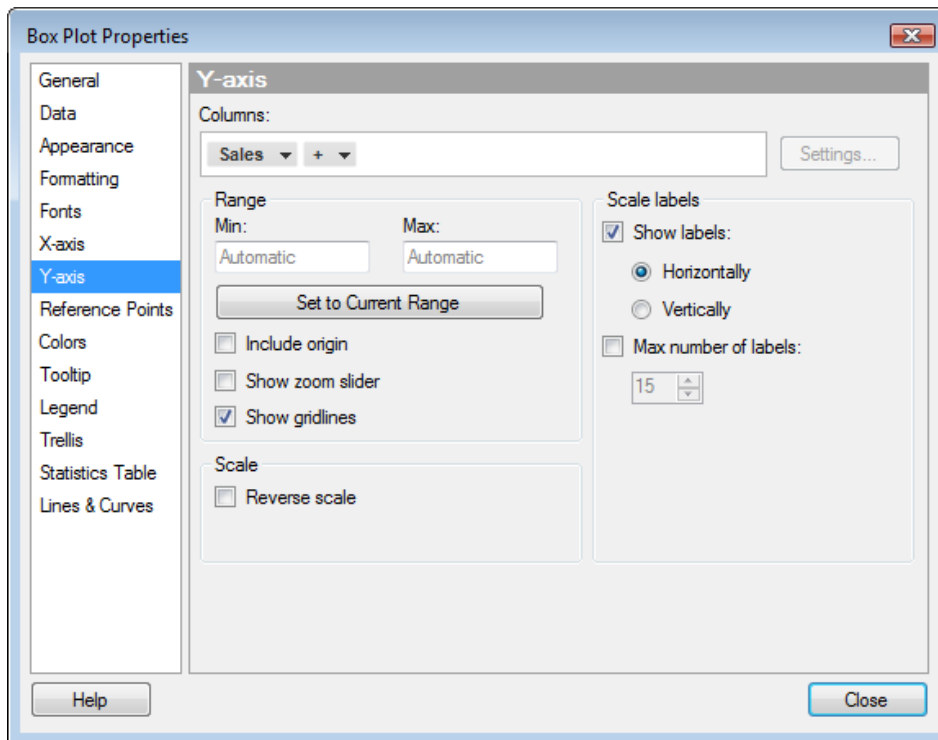 Box Plot Properties
General
Data
Appearance
Formatting
Fonts
X-axis
Y-axis
Reference Points
Colors
Tooltip
Legend
Trellis
Statistics Table
Lines & Curves
Y-axis
Columns:
Sales +
Settings...
Range
Min: Max:
Automatic Automatic
Set to Current Range
Include origin
Show zoom slider
Show gridlines
Scale
Reverse scale
Scale labels
Show labels:
Horizontally
Vertically
Max number of labels:
15
Help Close